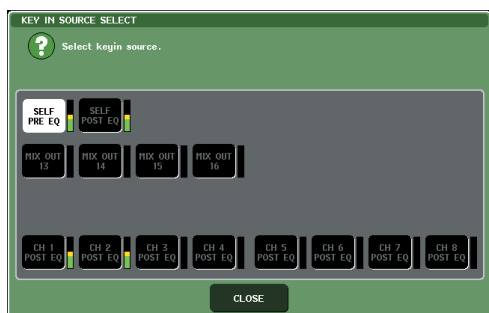 KEY IN SOURCE SELECT
?
Select keyin source.
SELF
PRE EQ
SELF
POST EQ
MIX OUT
13
MIX OUT
14
MIX OUT
15
MIX OUT
16
CH 1
POST EQ
CH 2
POST EQ
CH 3
POST EQ
CH 4
POST EQ
CH 5
POST EQ
CH 6
POST EQ
CH 7
POST EQ
CH 8
POST EQ
CLOSE